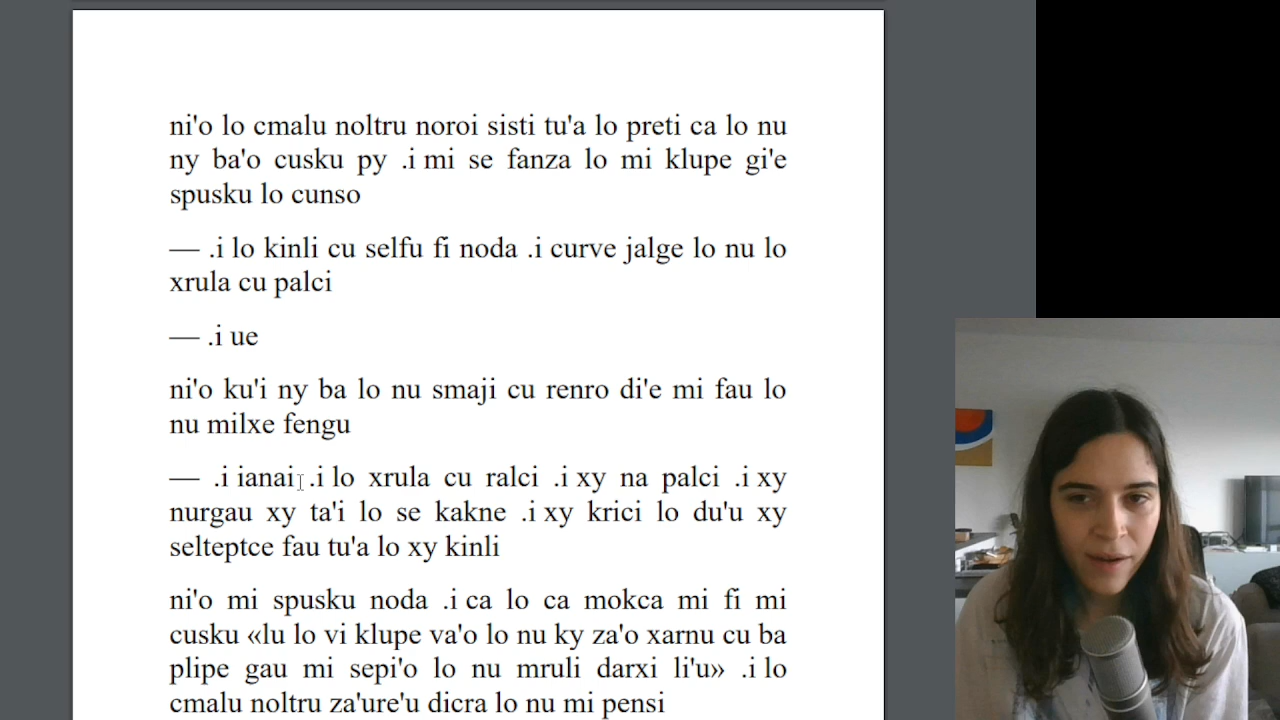 ni'o lo cmalu noltru noroi sisti tu'a lo preti ca lo nu
ny ba'o cusku py .i mi se fanza lo mi klupe gi'e
spusku lo cunso
— .i lo kinli cu selfu fi noda .i curve jalge lo nu lo
xrula cu palci
— .i ue
ni'o ku'i ny ba lo nu smaji cu renro di'e mi fau lo
nu milxe fengu
— .i ianai .i lo xrula cu ralci .i xy na palci .i xy
nurgau xy ta'i lo se kakne .i xy krici lo du'u xy
selteptce fau tu'a lo xy kinli
ni'o mi spusku noda .i ca lo ca mokca mi fi mi
cusku «lu lo vi klupe va'o lo nu ky za'o xarnu cu ba
plipe gau mi sepi'o lo nu mruli darxi li'u» .i lo
cmalu noltru za'ure'u dicra lo nu mi pensi